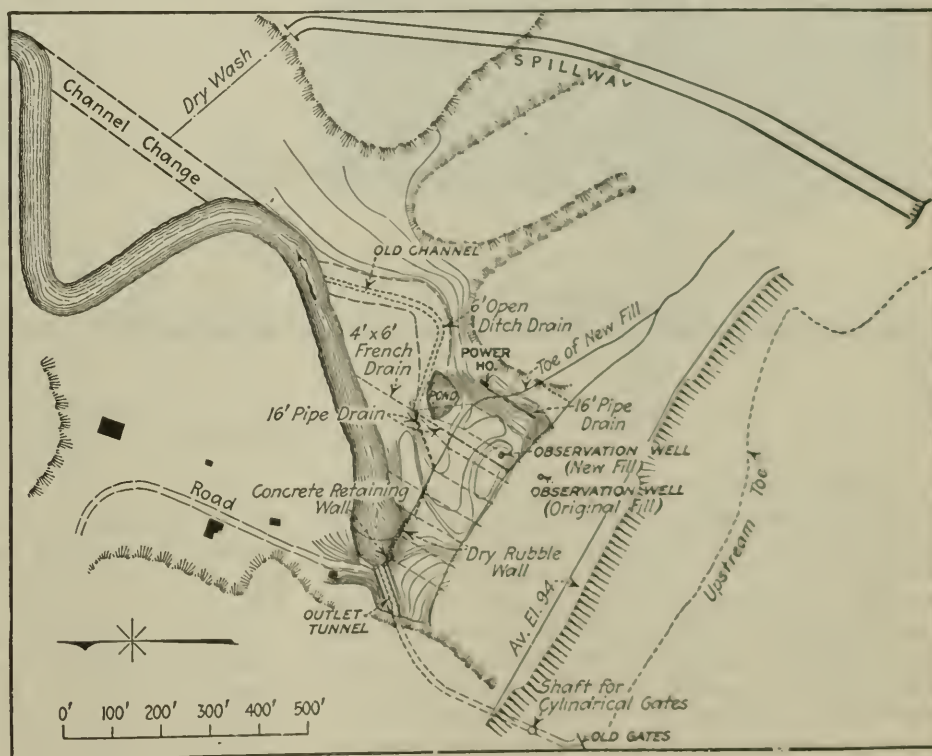 SPILLWAY
Dry Wash
Channel Change
OLD CHANNEL
6' Open
Ditch Drain
4' x 6'
French
Drain
POWER
HO.
Toe of New Fill
POND
16' Pipe Drain
16' Pipe
Drain
OBSERVATION WELL
(New Fill)
OBSERVATION WELL
(Original Fill)
Concrete Retaining
Wall
Road
Dry Rubble
Wall
Upstream Toe
OUTLET-
TUNNEL
Av. El. 94.
Shaft for
Cylindrical Gates
OLD GATES
0' 100' 200' 300' 400' 500'